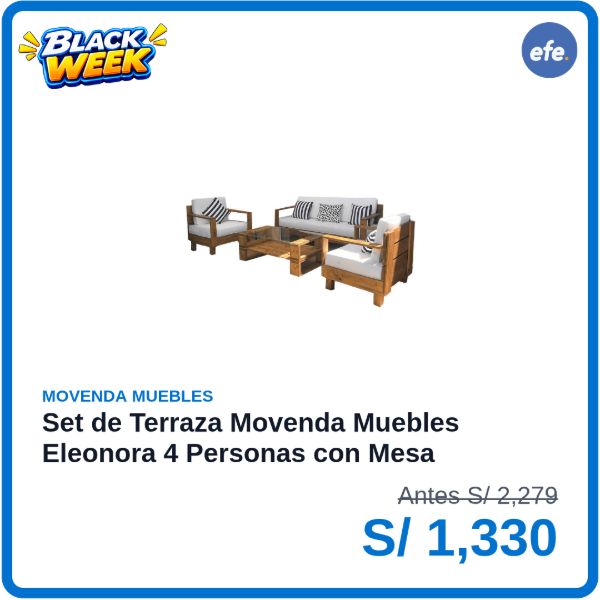 BLACK
WEEK
efe.
MOVENDA MUEBLES
Set de Terraza Movenda Muebles
Eleonora 4 Personas con Mesa
Antes S/ 2,279
S/ 1,330